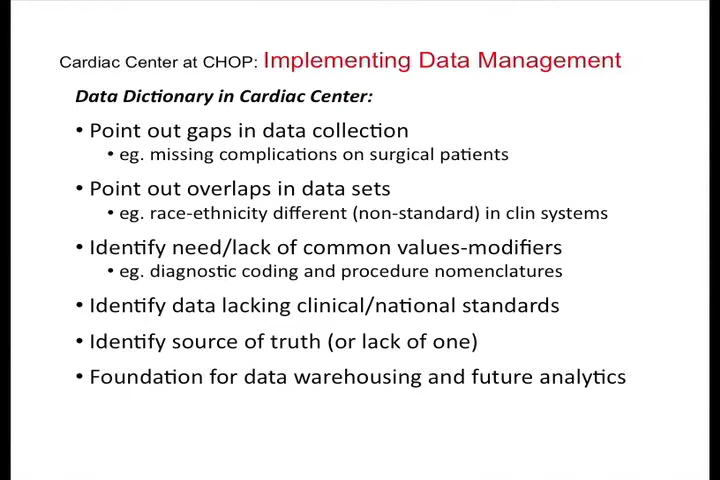 Cardiac Center at CHOP: Implementing Data Management
Data Dictionary in Cardiac Center:
• Point out gaps in data collection
• eg. missing complications on surgical patients
• Point out overlaps in data sets
• eg. race-ethnicity different (non-standard) in clin systems
• Identify need/lack of common values-modifiers
• eg. diagnostic coding and procedure nomenclatures
• Identify data lacking clinical/national standards
• Identify source of truth (or lack of one)
• Foundation for data warehousing and future analytics